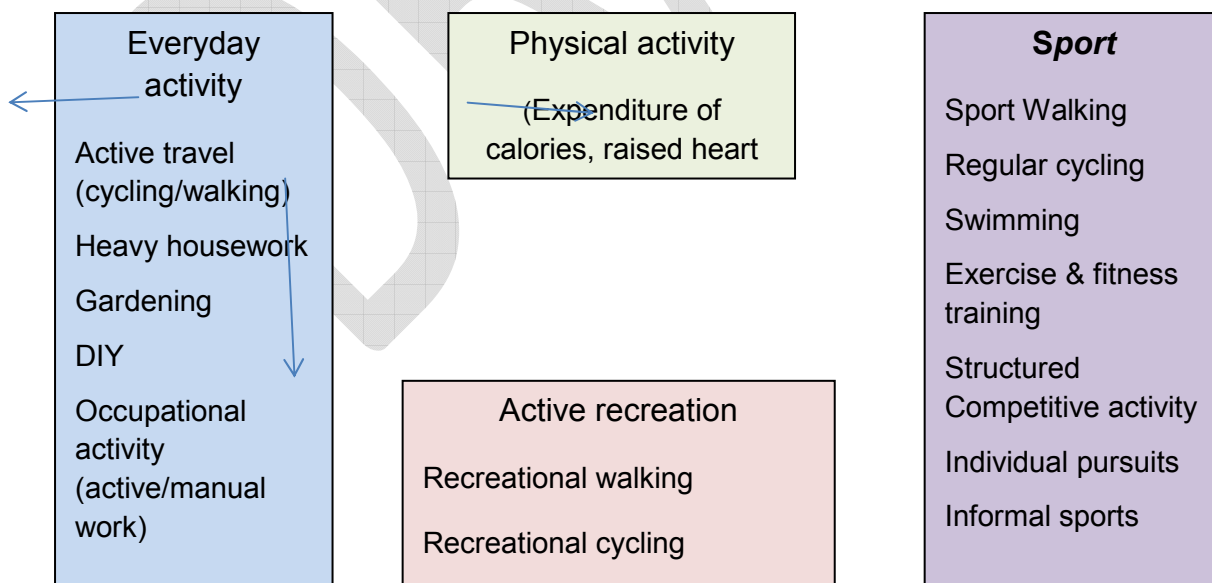 Everyday
activity
Active travel
(cycling/walking)
Heavy housework
Gardening
DIY
Occupational
activity
(active/manual
work)
Physical activity
(Expenditure of
calories, raised heart
Active recreation
Recreational walking
Recreational cycling
Sport
Sport Walking
Regular cycling
Swimming
Exercise & fitness
training
Structured
Competitive activity
Individual pursuits
Informal sports